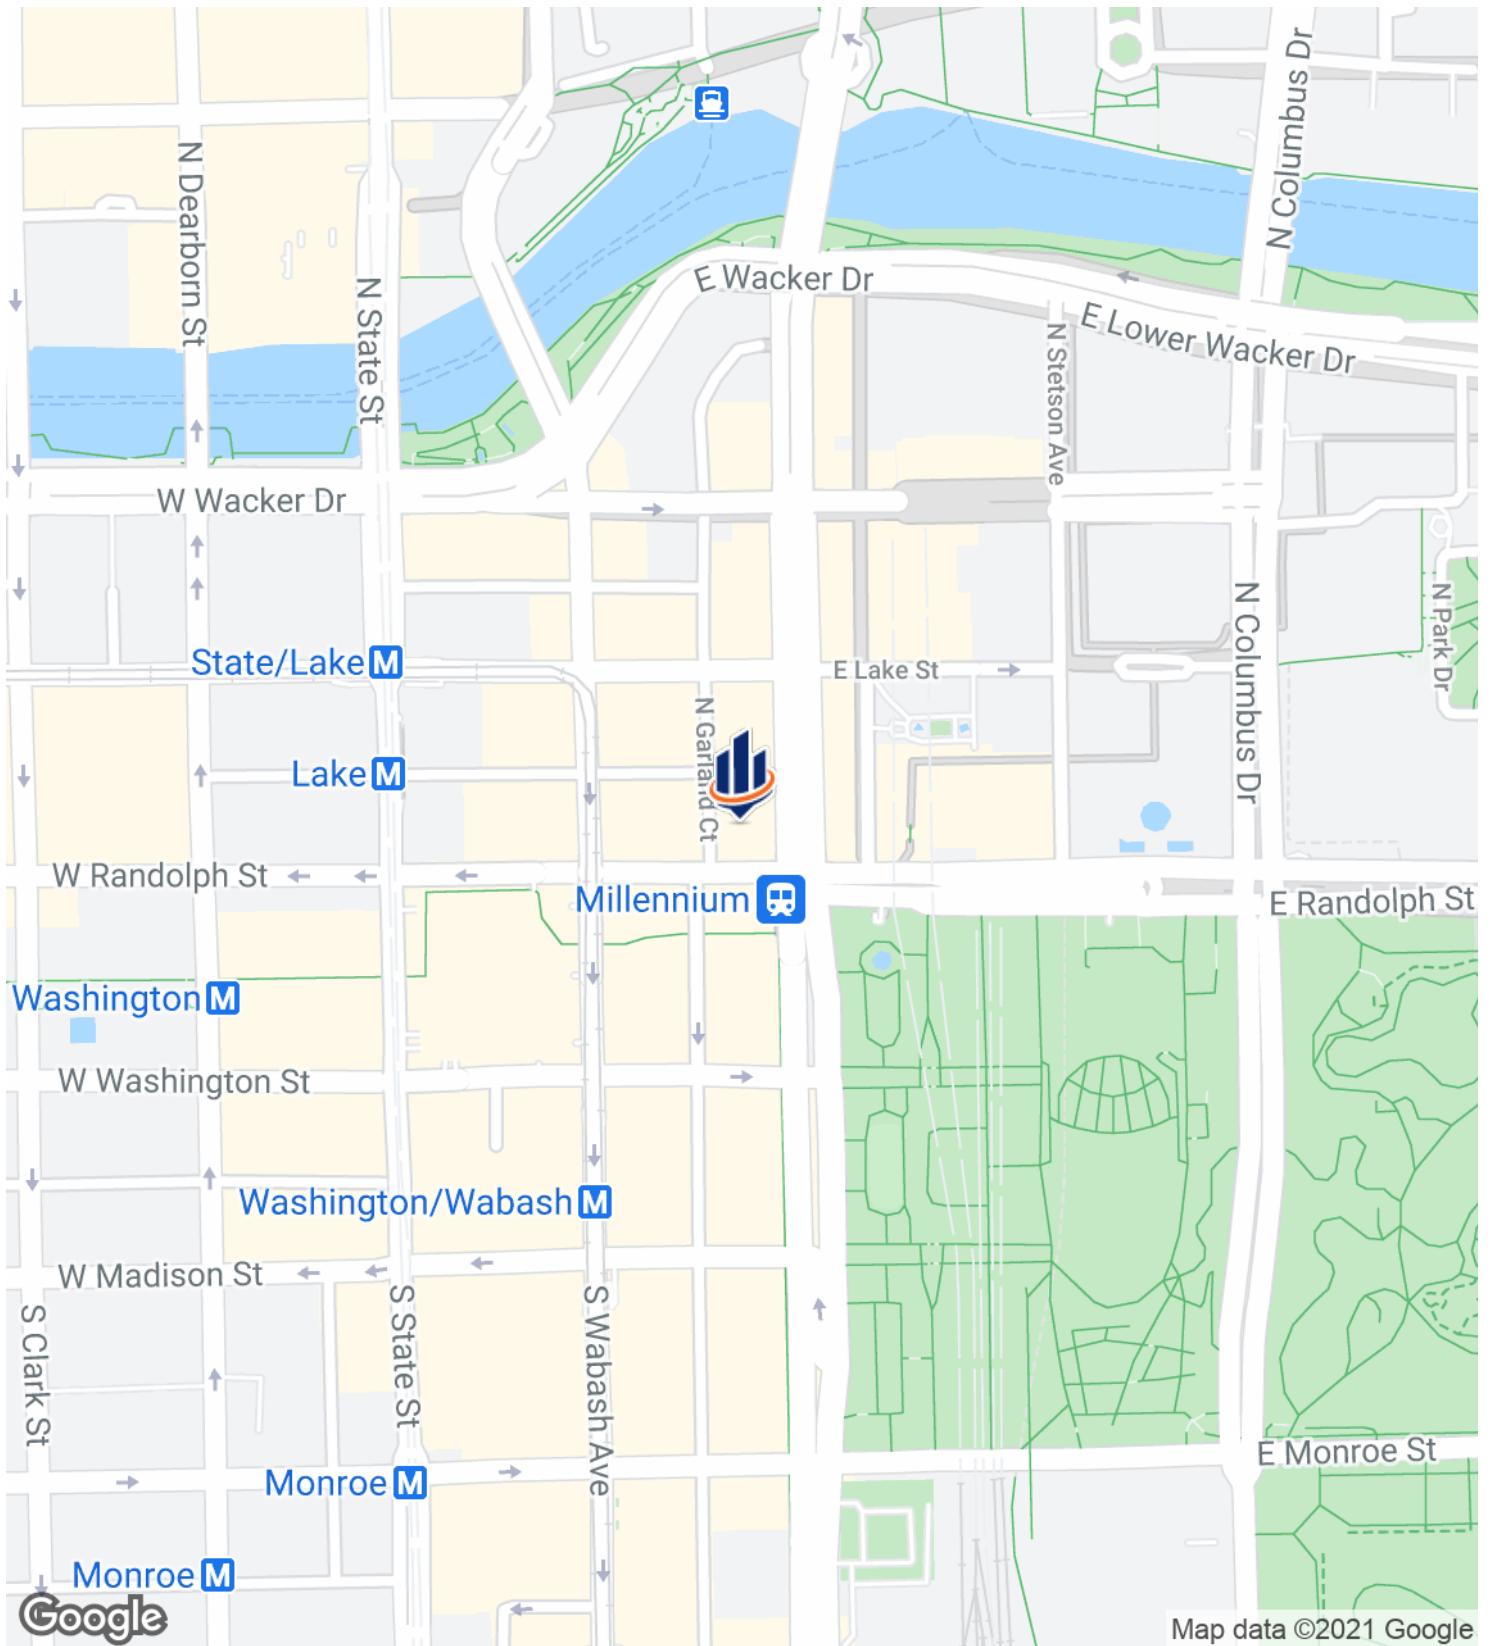 N Columbus Dr
N Dearborn St
N State St
E Wacker Dr
E Lower Wacker Dr
N Stetson Ave
W Wacker Dr
N Columbus Dr
N Park Dr
State/Lake M
E Lake St
N Garland Ct
Lake M
W Randolph St
Millennium
E Randolph St
Washington M
W Washington St
Washington/Wabash M
W Madison St
S Clark St
S State St
S Wabash Ave
E Monroe St
Monroe M
Monroe M
Google
Map data ©2021 Google